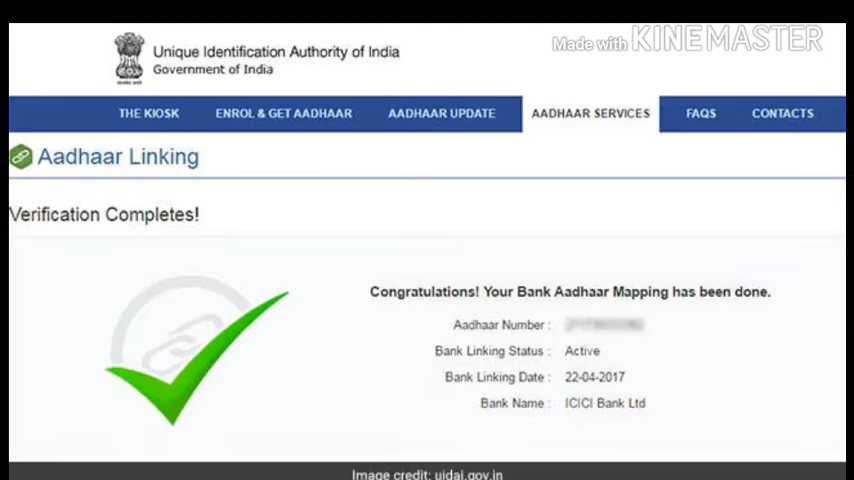 Unique Identification Authority of India
Government of India
Made with KINEMASTER
THE KIOSK ENROL & GET AADHAAR AADHAAR UPDATE AADHAAR SERVICES FAQS CONTACTS
Aadhaar Linking
Verification Completes!
Congratulations! Your Bank Aadhaar Mapping has been done.
Aadhaar Number :
Bank Linking Status : Active
Bank Linking Date : 22-04-2017
Bank Name : ICICI Bank Ltd
Image credit: uidai.gov.in